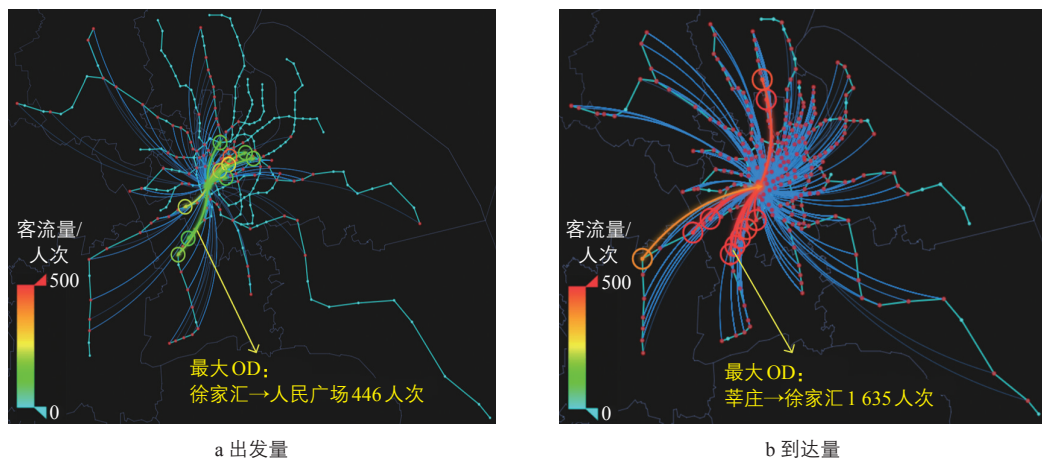 客流量/
人次
500
0
最大OD：
徐家汇→人民广场446人次
a 出发量
客流量/
人次
500
0
最大OD：
莘庄→徐家汇1 635人次
b 到达量